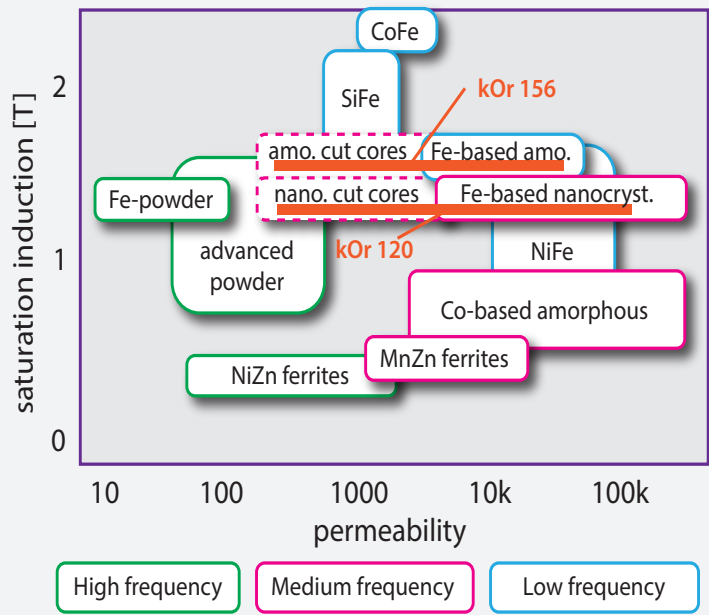 CoFe
2
SiFe
kOr 156
amo. cut cores
Fe-based amo.
Fe-powder
nano. cut cores
Fe-based nanocryst.
kOr 120
1
advanced
powder
NiFe
Co-based amorphous
MnZn ferrites
NiZn ferrites
0
saturation induction [T]
10 100 1000 10k 100k
permeability
High frequency
Medium frequency
Low frequency